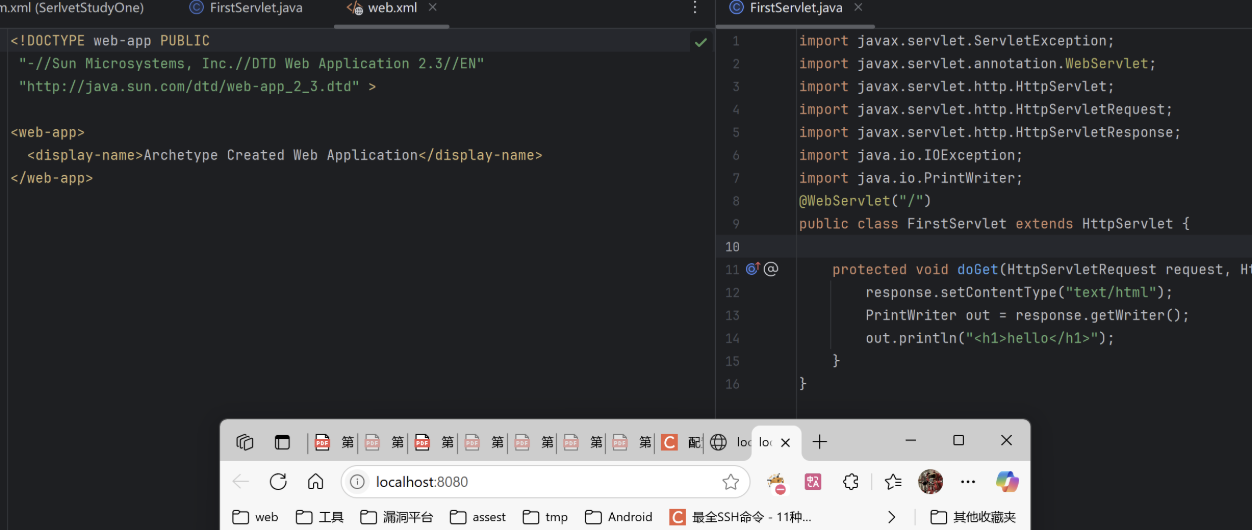 m.xml (SerlvetStudyOne) FirstServlet.java web.xml
<!DOCTYPE web-app PUBLIC
"-//Sun Microsystems, Inc.//DTD Web Application 2.3//EN"
"http://java.sun.com/dtd/web-app_2_3.dtd" >
<web-app>
<display-name>Archetype Created Web Application</display-name>
</web-app>
FirstServlet.java
1 import javax.servlet.ServletException;
2 import javax.servlet.annotation.WebServlet;
3 import javax.servlet.http.HttpServlet;
4 import javax.servlet.http.HttpServletRequest;
5 import javax.servlet.http.HttpServletResponse;
6 import java.io.IOException;
7 import java.io.PrintWriter;
8 @WebServlet("/")
9 public class FirstServlet extends HttpServlet {
10
11 protected void doGet(HttpServletRequest request, Ht
12 response.setContentType("text/html");
13 PrintWriter out = response.getWriter();
14 out.println("<h1>hello</h1>");
15 }
16 }
PDF 第 PDF 第 PDF 第 PDF 第 PDF 第 PDF 第 PDF 第 C 配 loc loc
localhost:8080
web 工具 漏洞平台 assest tmp Android C 最全SSH命令 - 11种... 其他收藏夹